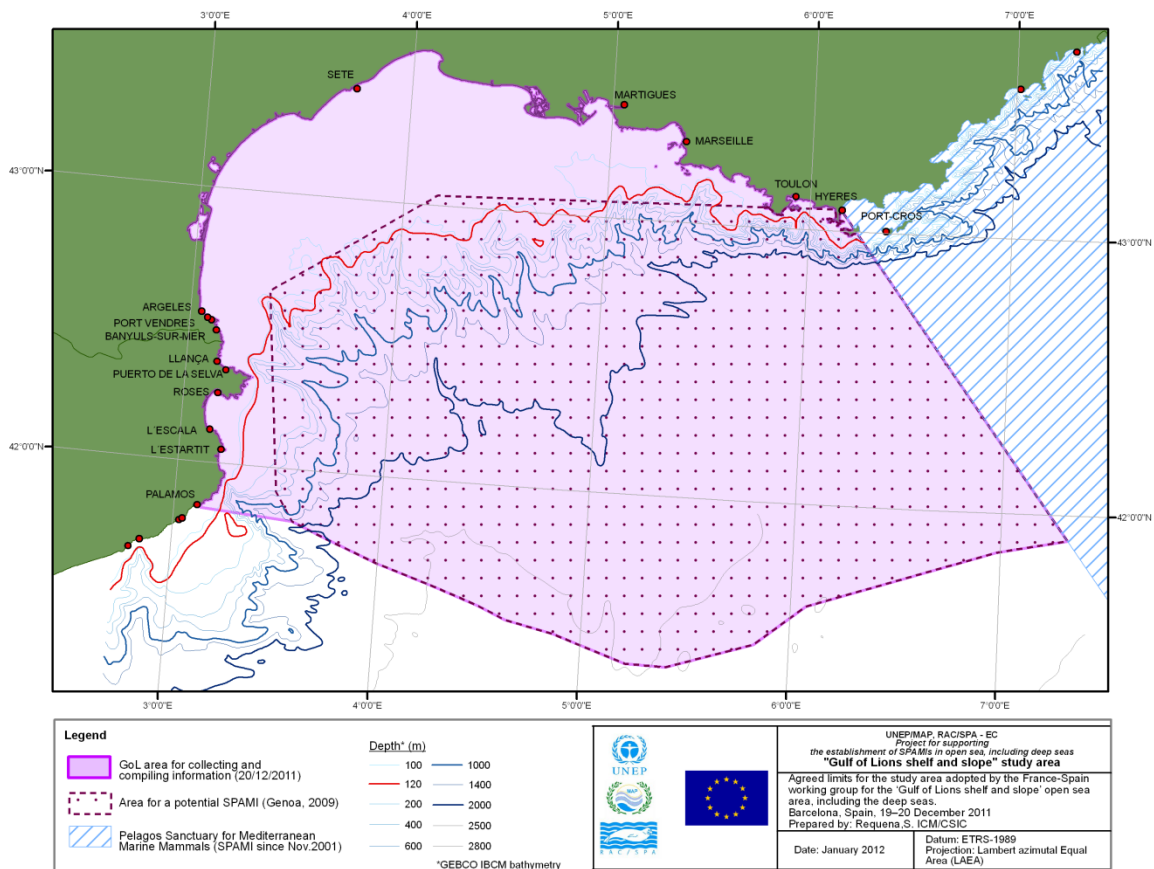 3°0'0"E
4°0'0"E
5°0'0"E
6°0'0"E
7°0'0"E
SETE
MARTIGUES
MARSEILLE
43°0'0"N
TOULON
HYERES
PORT-CROS
43°0'0"N
ARGELES
PORT VENDRES
BANYULS-SUR-MER
LLANÇA
PUERTO DE LA SELVA
ROSES
L´ESCALA
42°0'0"N
L´ESTARTIT
PALAMOS
42°0'0"N
3°0'0"E
4°0'0"E
5°0'0"E
6°0'0"E
7°0'0"E
Legend
GoL area for collecting and
compiling information (20/12/2011)
Area for a potential SPAMI (Genoa, 2009)
Pelagos Sanctuary for Mediterranean
Marine Mammals (SPAMI since Nov.2001)
Depth* (m)
100
120
200
400
600
1000
1400
2000
2500
2800
*GEBCO IBCM bathymetry
UNEP
MAP
RAC/SPA
UNEP/MAP, RAC/SPA - EC
Project for supporting
the establishment of SPAMIs in open sea, including deep seas
"Gulf of Lions shelf and slope" study area
Agreed limits for the study area adopted by the France-Spain
working group for the 'Gulf of Lions shelf and slope' open sea
area, including the deep seas.
Barcelona, Spain, 19–20 December 2011
Prepared by: Requena,S. ICM/CSIC
Date: January 2012
Datum: ETRS-1989
Projection: Lambert azimutal Equal
Area (LAEA)